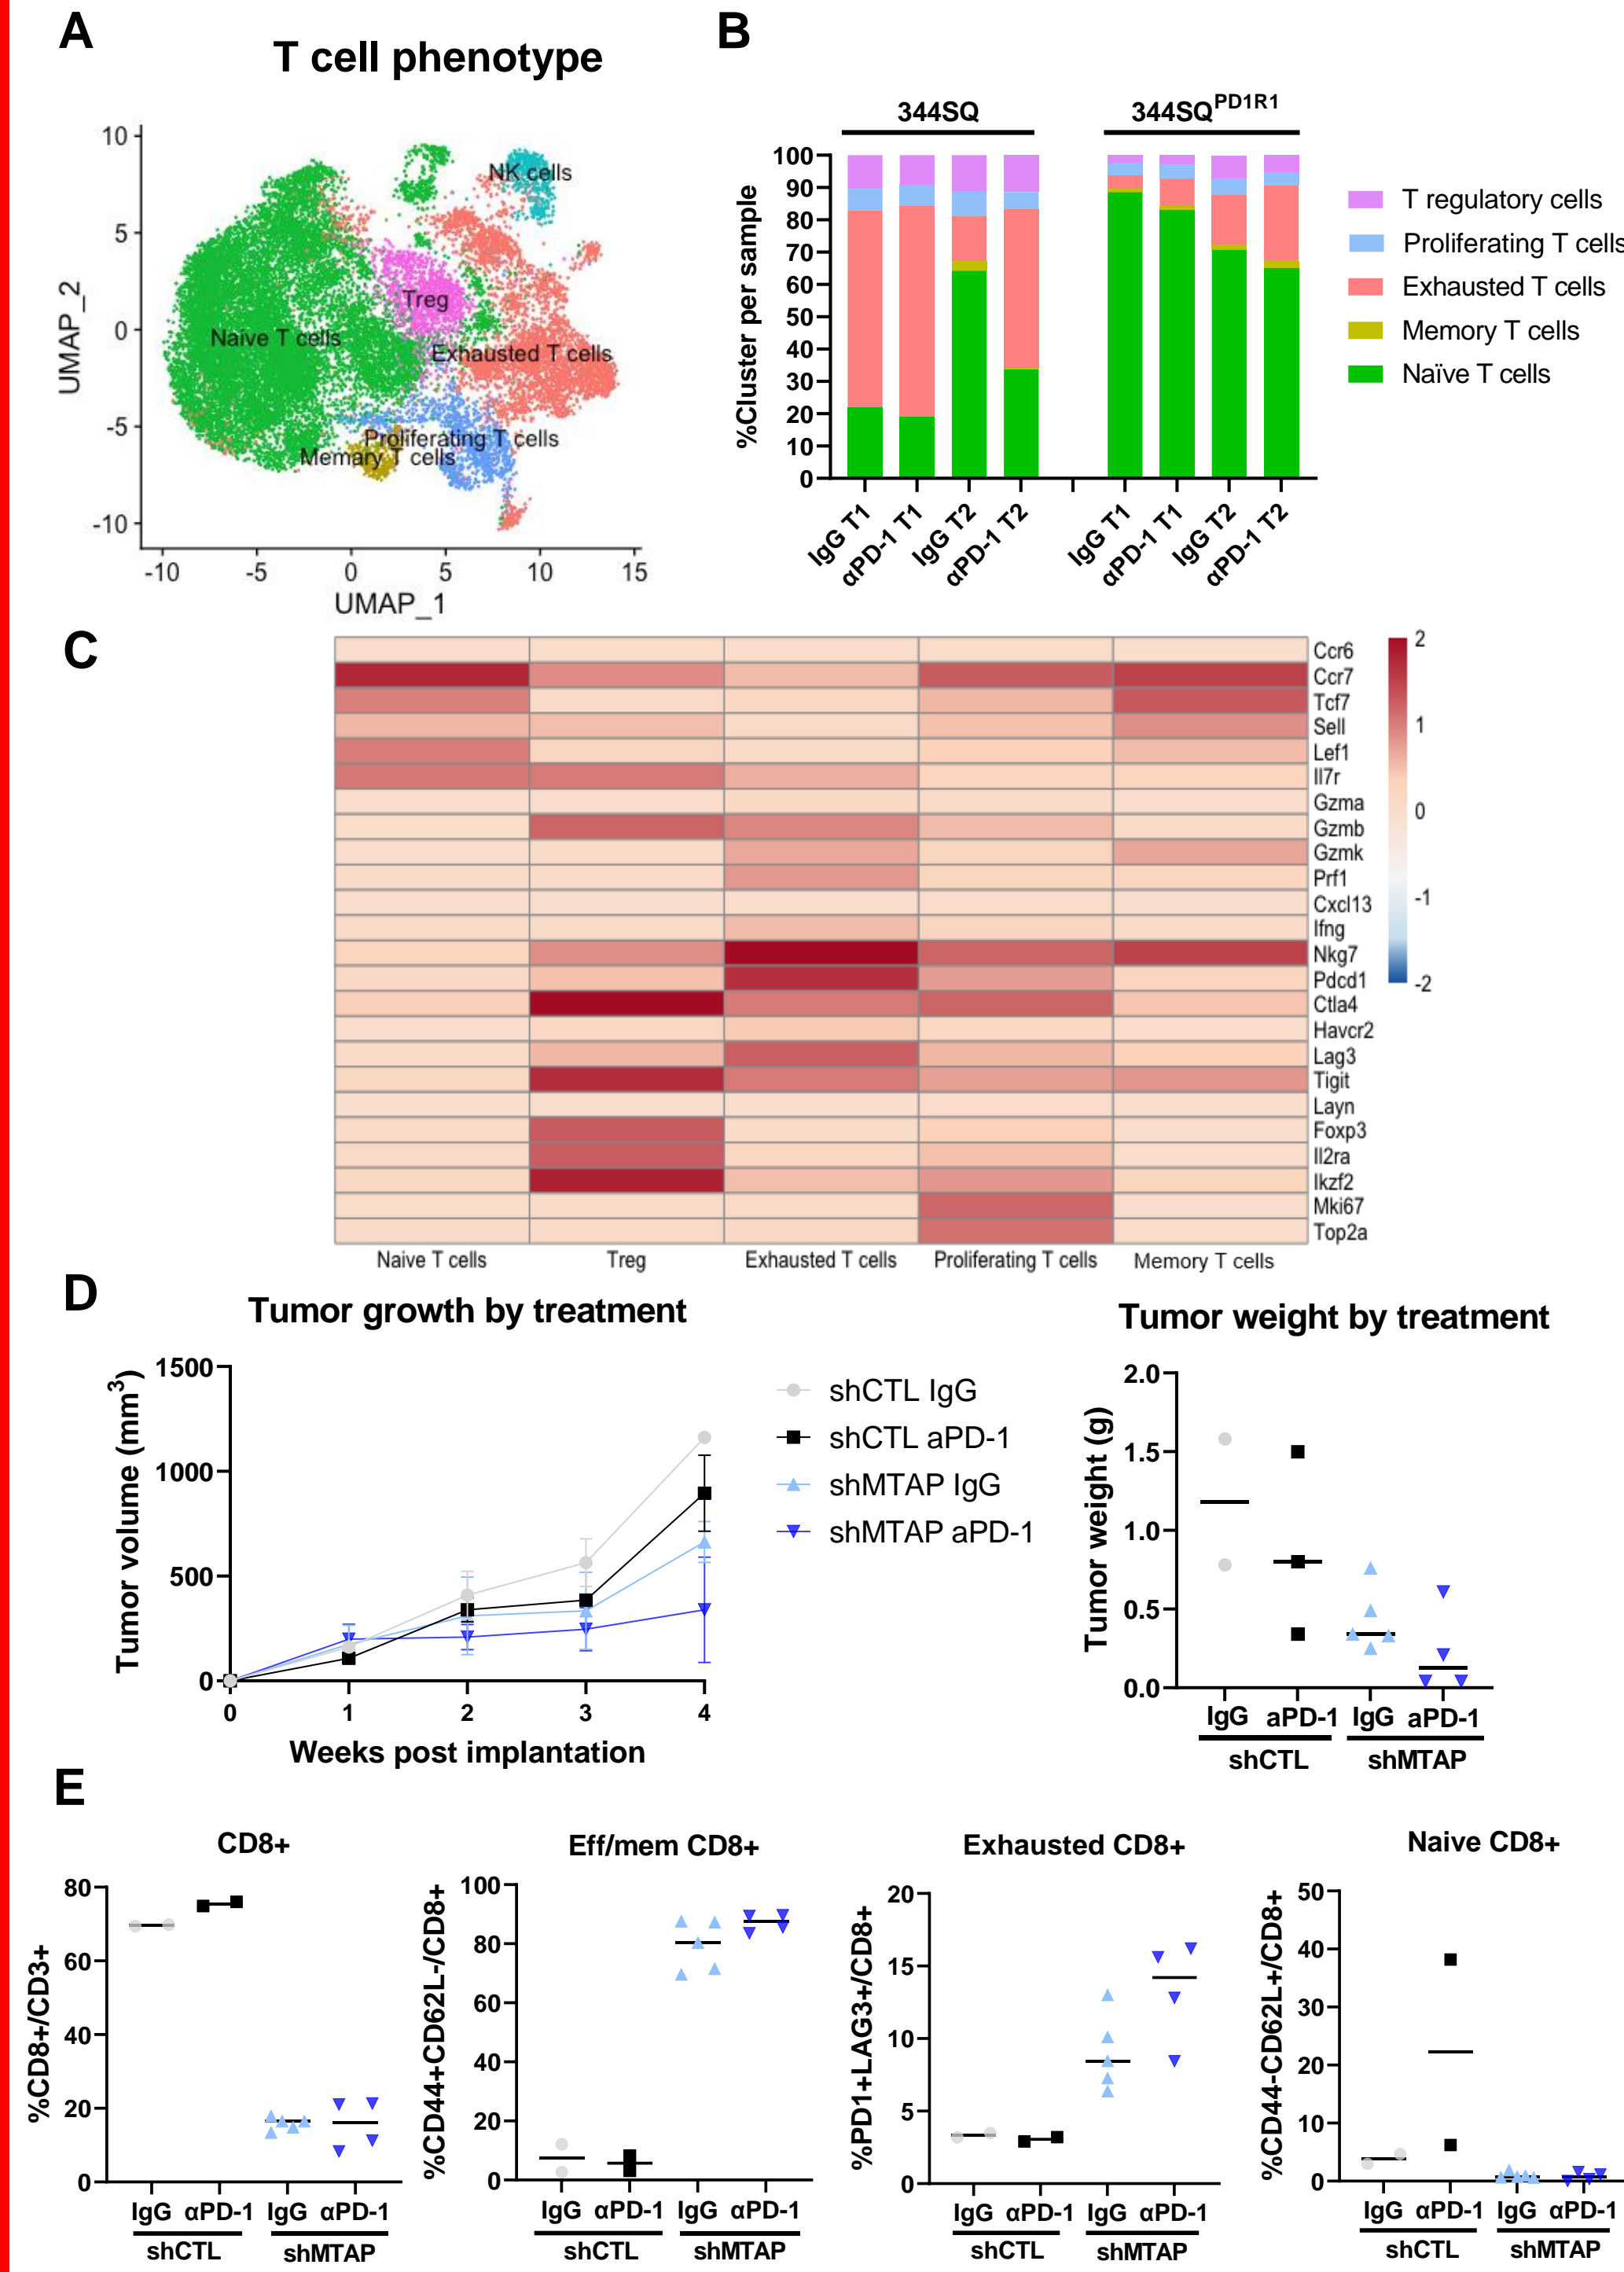 A
T cell phenotype
10
5
0
-5
-10
UMAP_2
-10
-5
0
5
10
15
UMAP_1
NK cells
Treg
Naive T cells
Exhausted T cells
Proliferating T cells
Memary T cells
B
344SQ
344SQPD1R1
%Cluster per sample
100
90
80
70
60
50
40
30
20
10
0
IgG T1
αPD-1 T1
IgG T2
αPD-1 T2
IgG T1
αPD-1 T1
IgG T2
αPD-1 T2
T regulatory cells
Proliferating T cells
Exhausted T cells
Memory T cells
Naïve T cells
C
Ccr6
Ccr7
Tcf7
Sell
Lef1
Il7r
Gzma
Gzmb
Gzmk
Prf1
Cxcl13
Ifng
Nkg7
Pdcd1
Ctla4
Havcr2
Lag3
Tigit
Layn
Foxp3
Il2ra
Ikzf2
Mki67
Top2a
2
1
0
-1
-2
Naive T cells
Treg
Exhausted T cells
Proliferating T cells
Memory T cells
D
Tumor growth by treatment
Tumor volume (mm3)
1500
1000
500
0
0
1
2
3
4
Weeks post implantation
shCTL IgG
shCTL aPD-1
shMTAP IgG
shMTAP aPD-1
Tumor weight by treatment
Tumor weight (g)
2.0
1.5
1.0
0.5
0.0
IgG
aPD-1
IgG
aPD-1
shCTL
shMTAP
E
CD8+
%CD8+/CD3+
80
60
40
20
0
IgG
αPD-1
IgG
αPD-1
shCTL
shMTAP
Eff/mem CD8+
%CD44+CD62L-/CD8+
100
80
60
40
20
0
IgG
αPD-1
IgG
αPD-1
shCTL
shMTAP
Exhausted CD8+
%PD1+LAG3+/CD8+
20
15
10
5
0
IgG
αPD-1
IgG
αPD-1
shCTL
shMTAP
Naive CD8+
%CD44-CD62L+/CD8+
50
40
30
20
10
0
IgG
αPD-1
IgG
αPD-1
shCTL
shMTAP